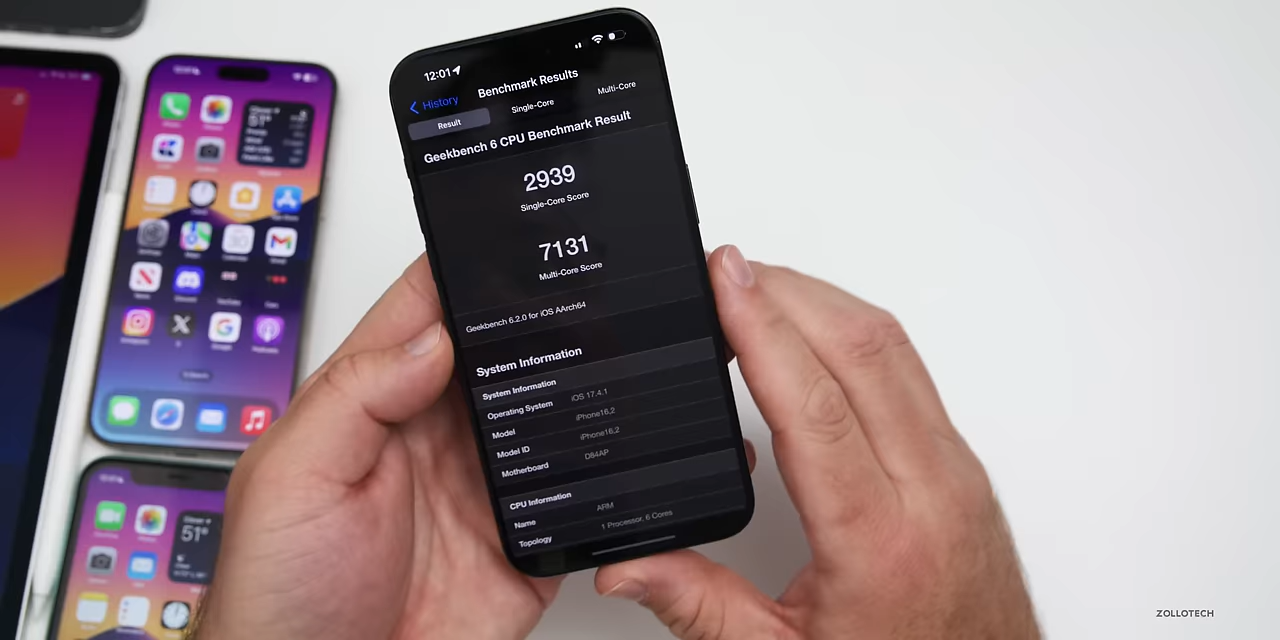 12:01
History
Benchmark Results
Result
Single-Core
Multi-Core
Geekbench 6 CPU Benchmark Result
2939
Single-Core Score
7131
Multi-Core Score
Geekbench 6.2.0 for iOS AArch64
System Information
System Information
Operating System iOS 17.4.1
Model iPhone16,2
Model ID iPhone16,2
Motherboard D84AP
CPU Information
Name ARM
Topology 1 Processor, 6 Cores
51°
51°
ZOLLOTECH